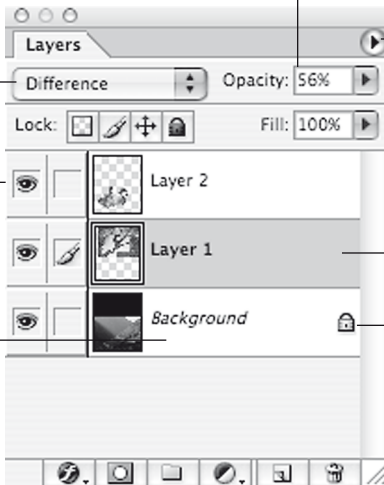 Layers
Difference Opacity: 56%
Lock: Fill: 100%
Layer 2
Layer 1
Background